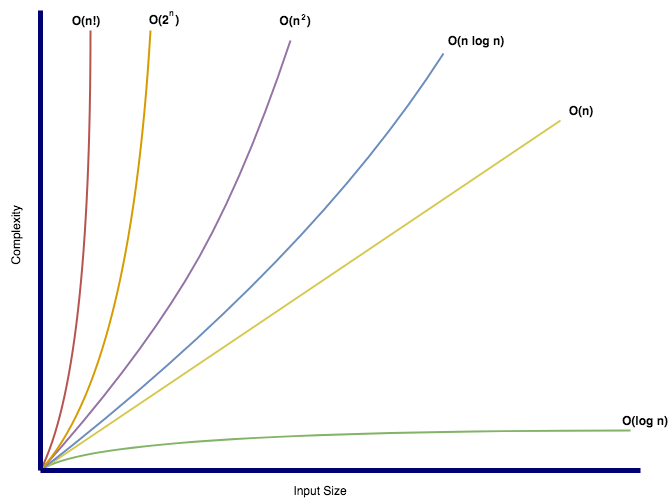 O(n!)
O(2ⁿ)
O(n²)
O(n log n)
O(n)
Complexity
O(log n)
Input Size